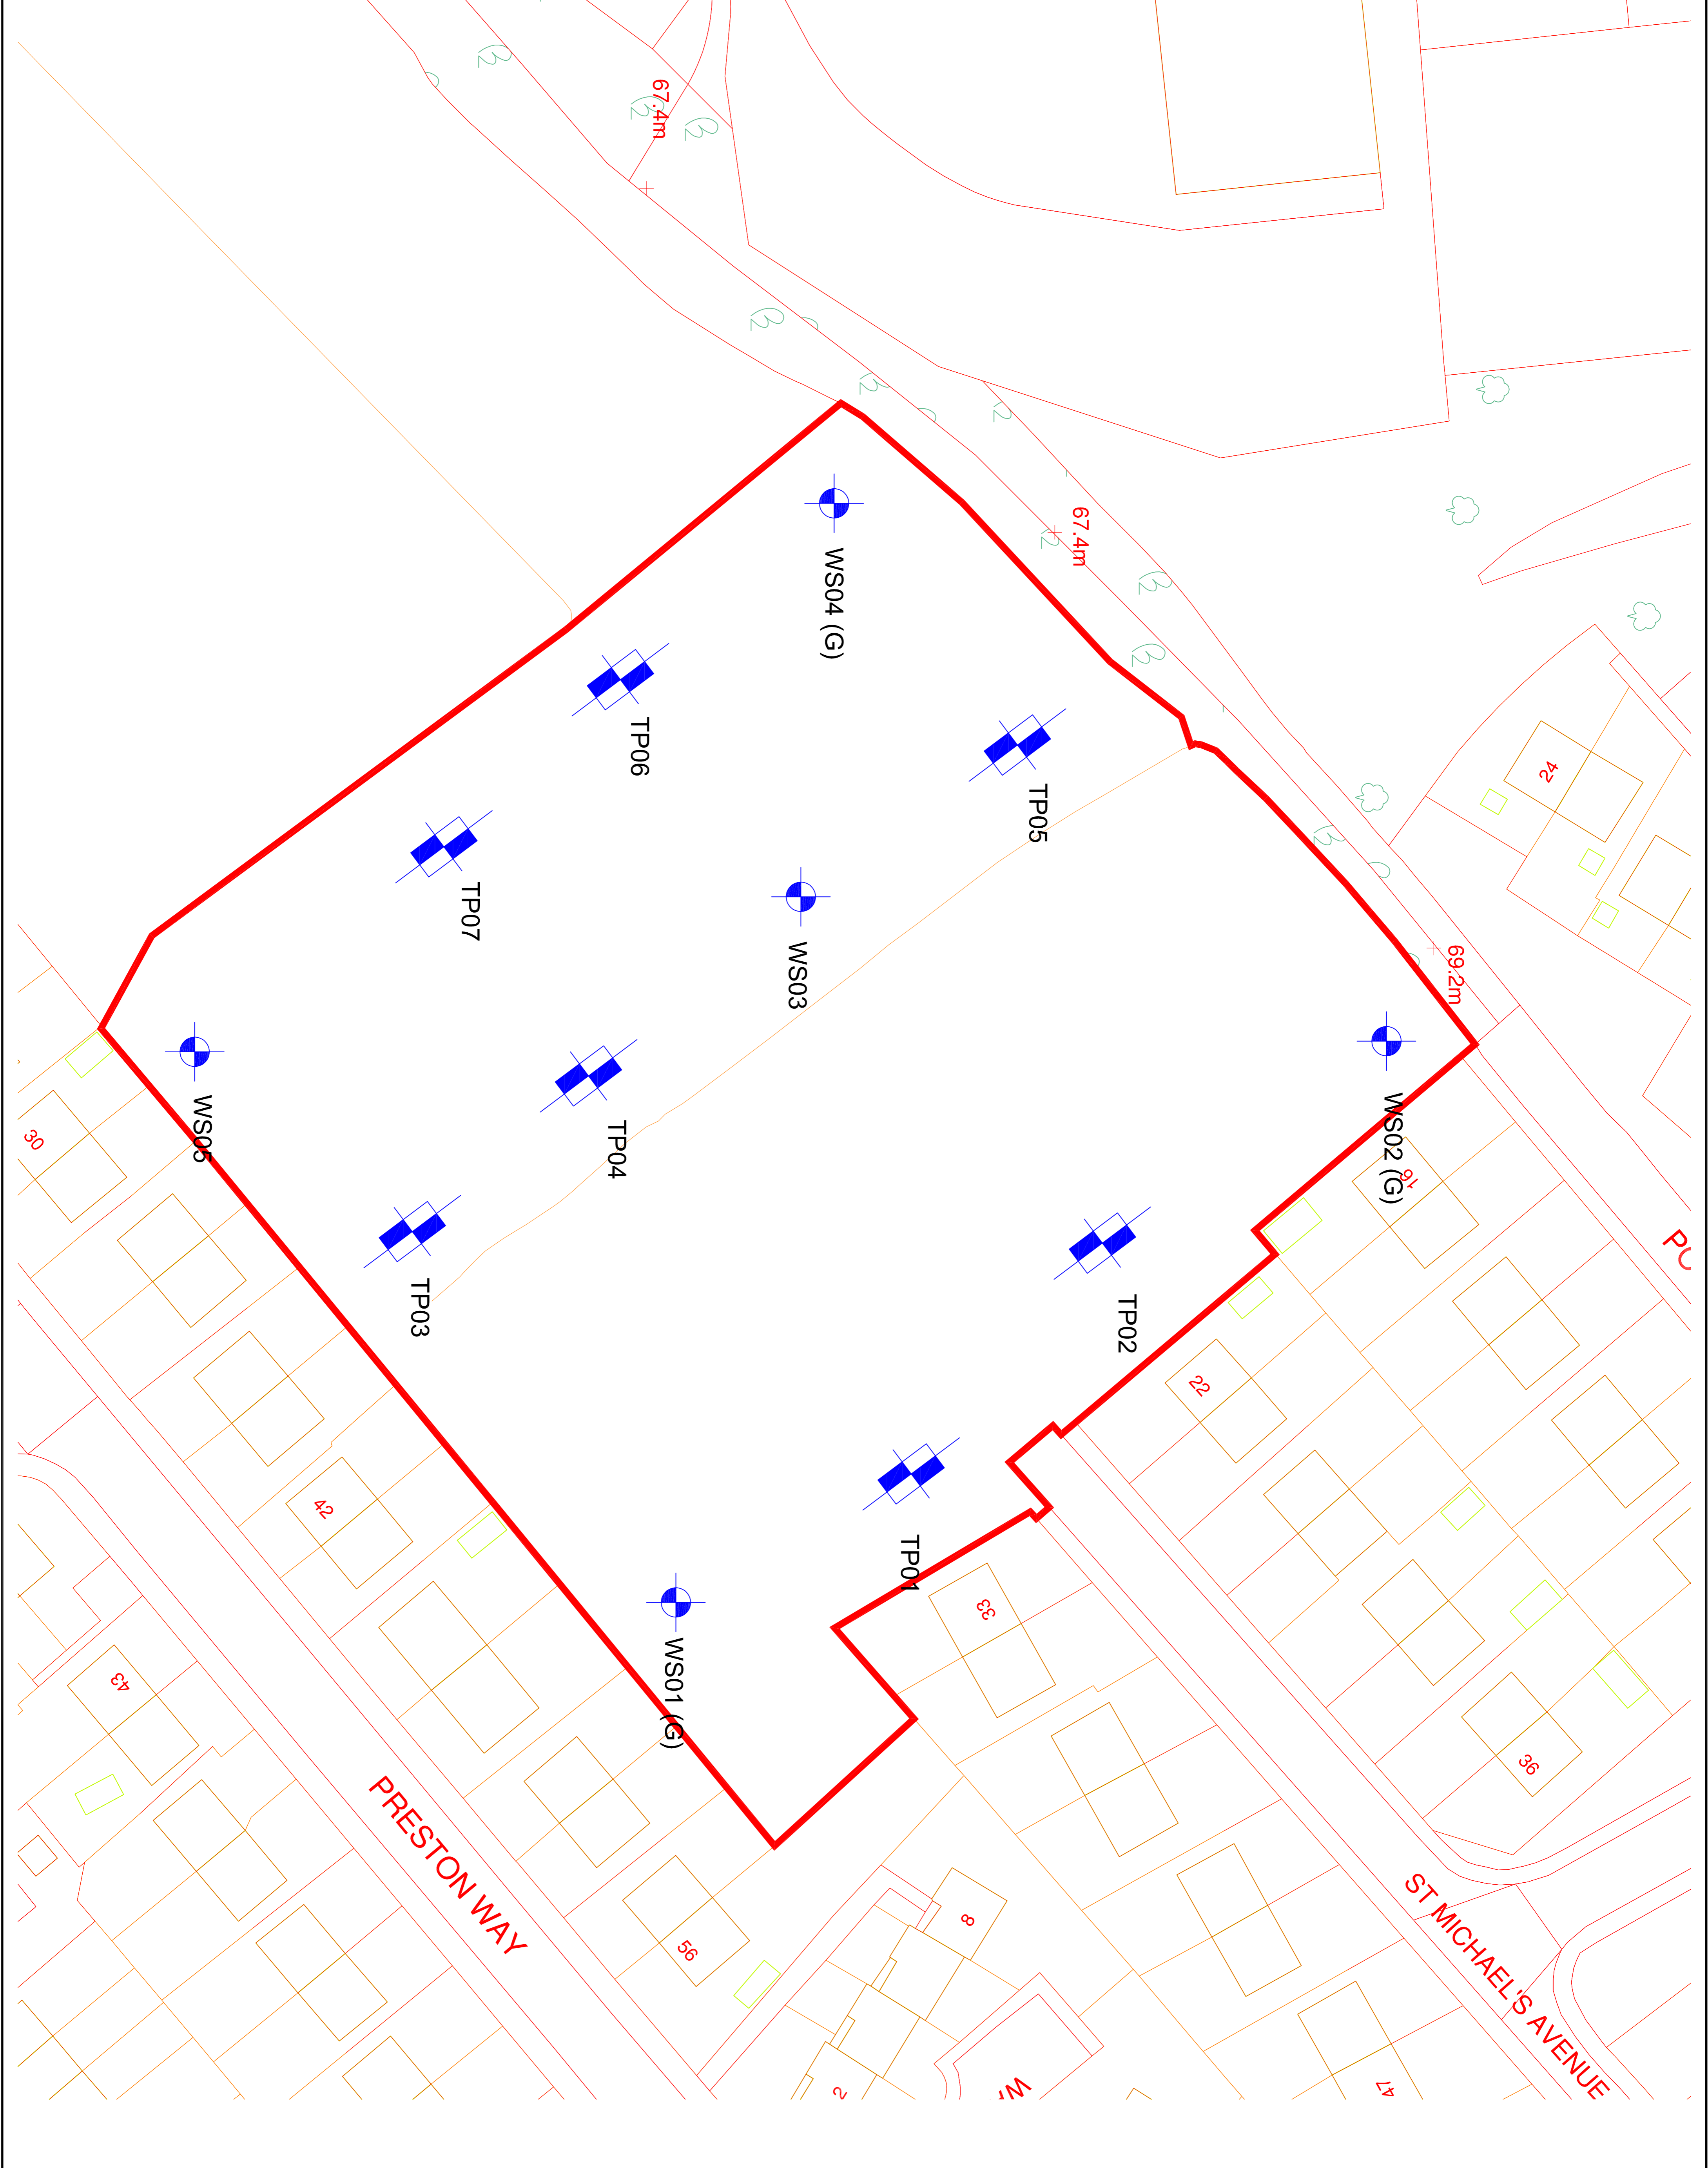 67.4m
67.4m
WS04 (G)
TP06
TP05
24
TP07
WS03
69.2m
WS05
WS02 (G)
30
16
TP04
TP03
TP02
22
42
TP01
33
WS01 (G)
43
36
PRESTON WAY
56
8
ST MICHAEL'S AVENUE
2
47